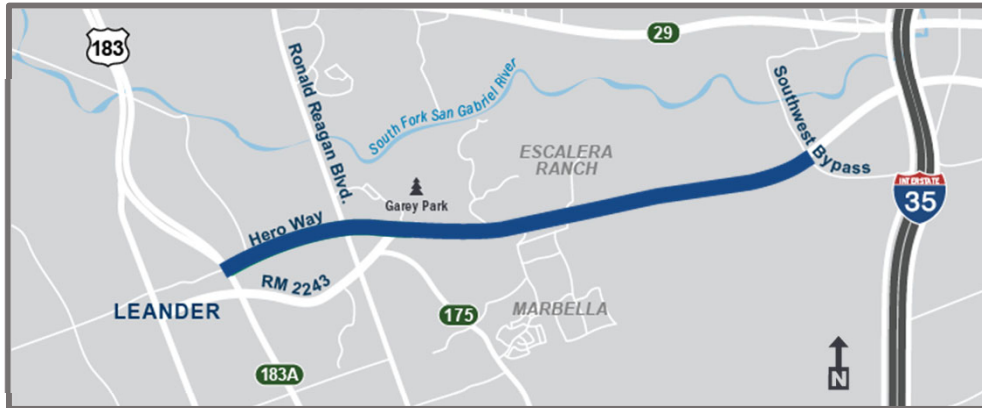 183
29
Ronald Reagan Blvd.
South Fork San Gabriel River
Southwest Bypass
ESCALERA
RANCH
INTERSTATE
35
Garey Park
Hero Way
RM 2243
LEANDER
175
MARBELLA
183A
N